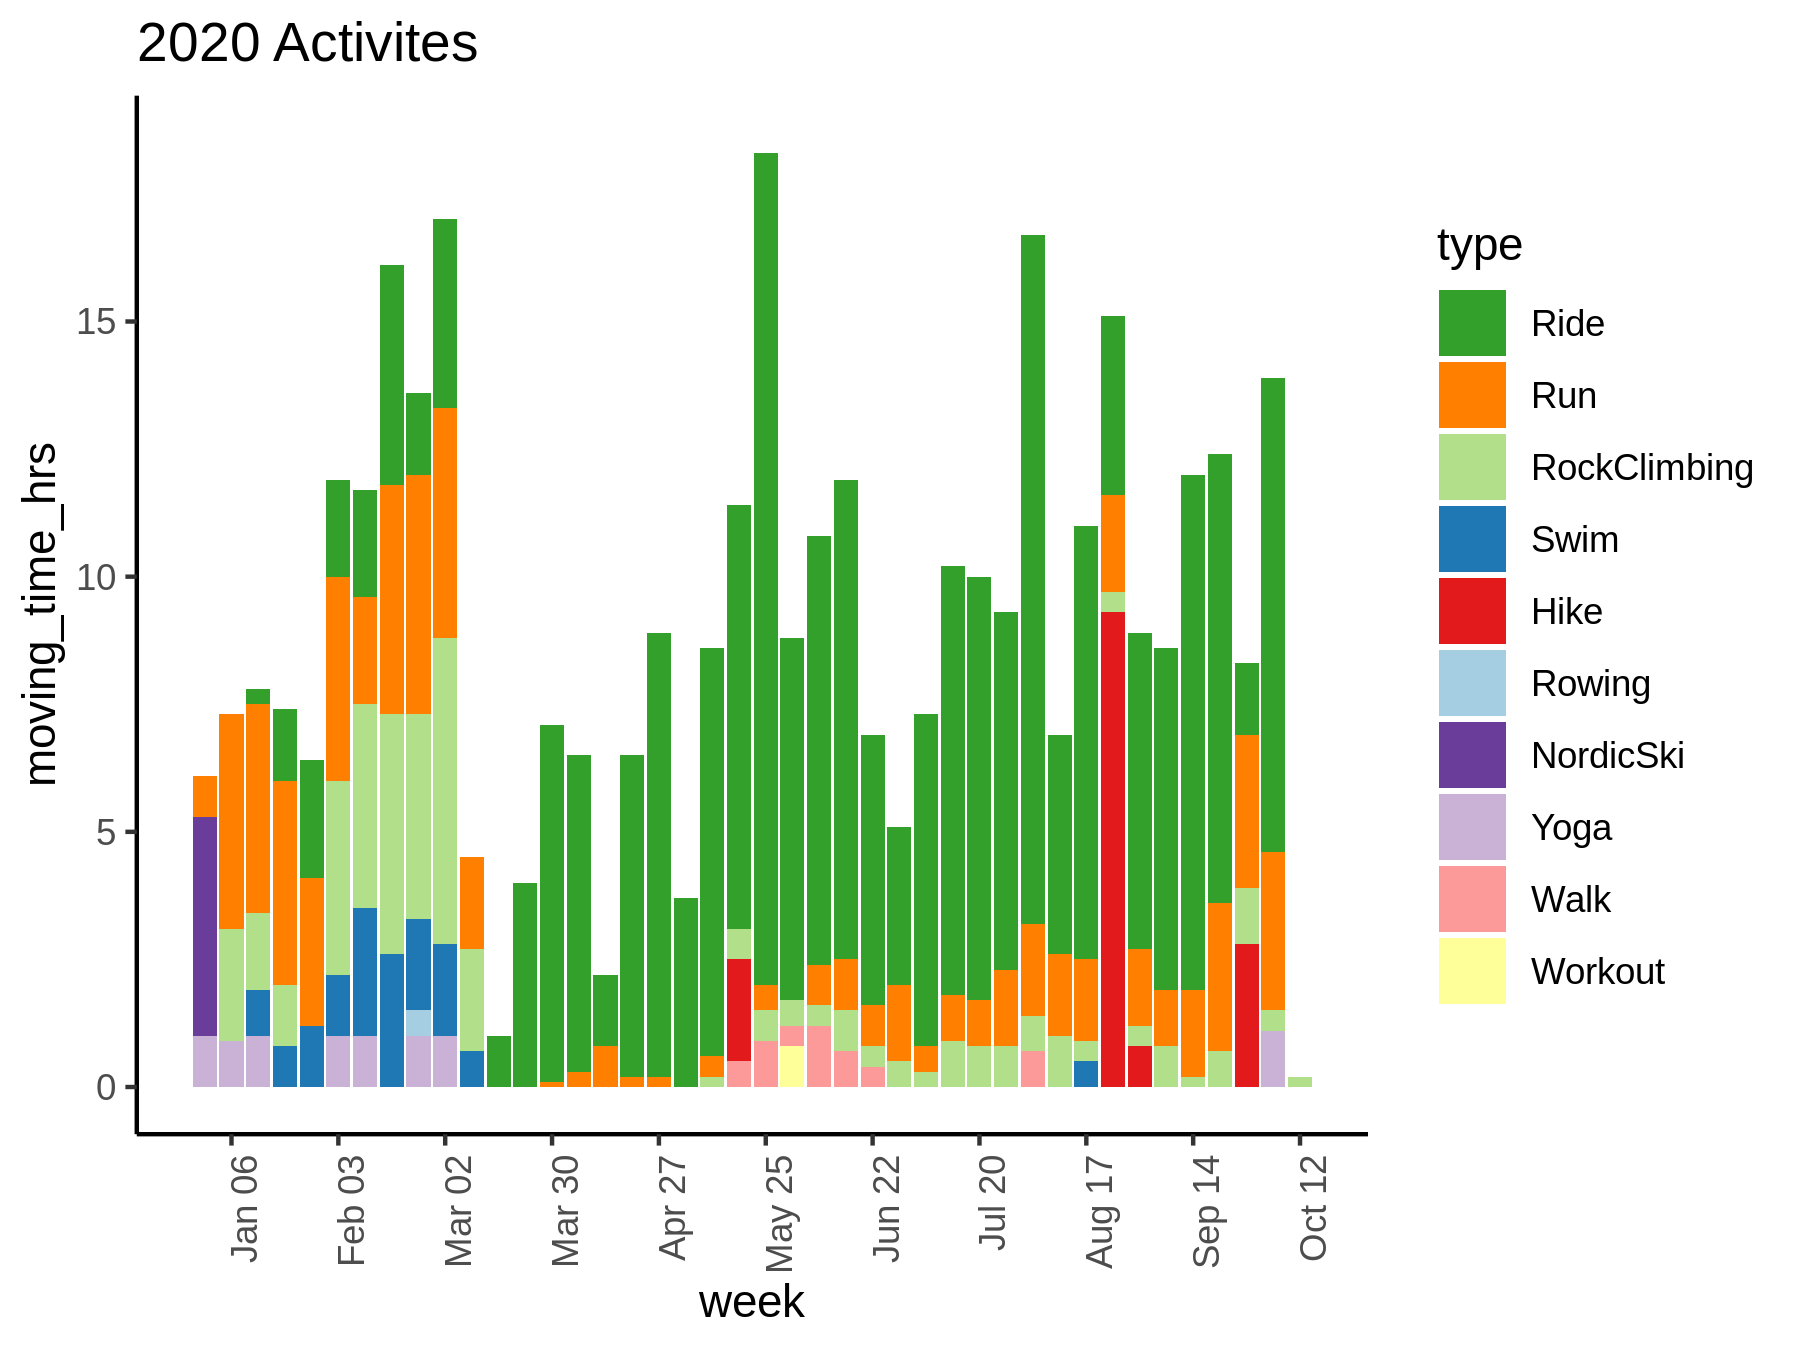 2020 Activites
moving_time_hrs
15
10
5
0
Jan 06
Feb 03
Mar 02
Mar 30
Apr 27
May 25
Jun 22
Jul 20
Aug 17
Sep 14
Oct 12
week
type
Ride
Run
RockClimbing
Swim
Hike
Rowing
NordicSki
Yoga
Walk
Workout